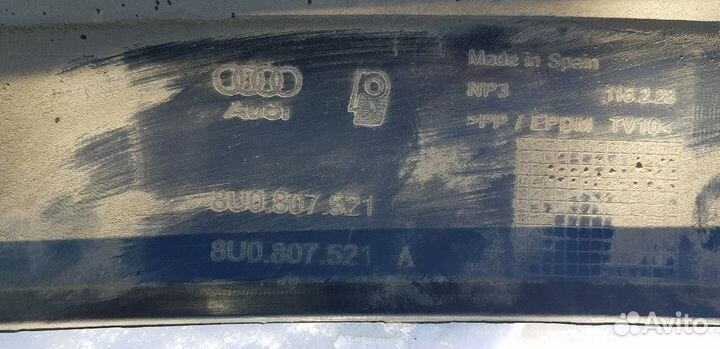 Made in Spain
Audi
NP3 116.2.28
>PP / EPDM TV10<
8U0.807.521
8U0.807.521 A
Avito